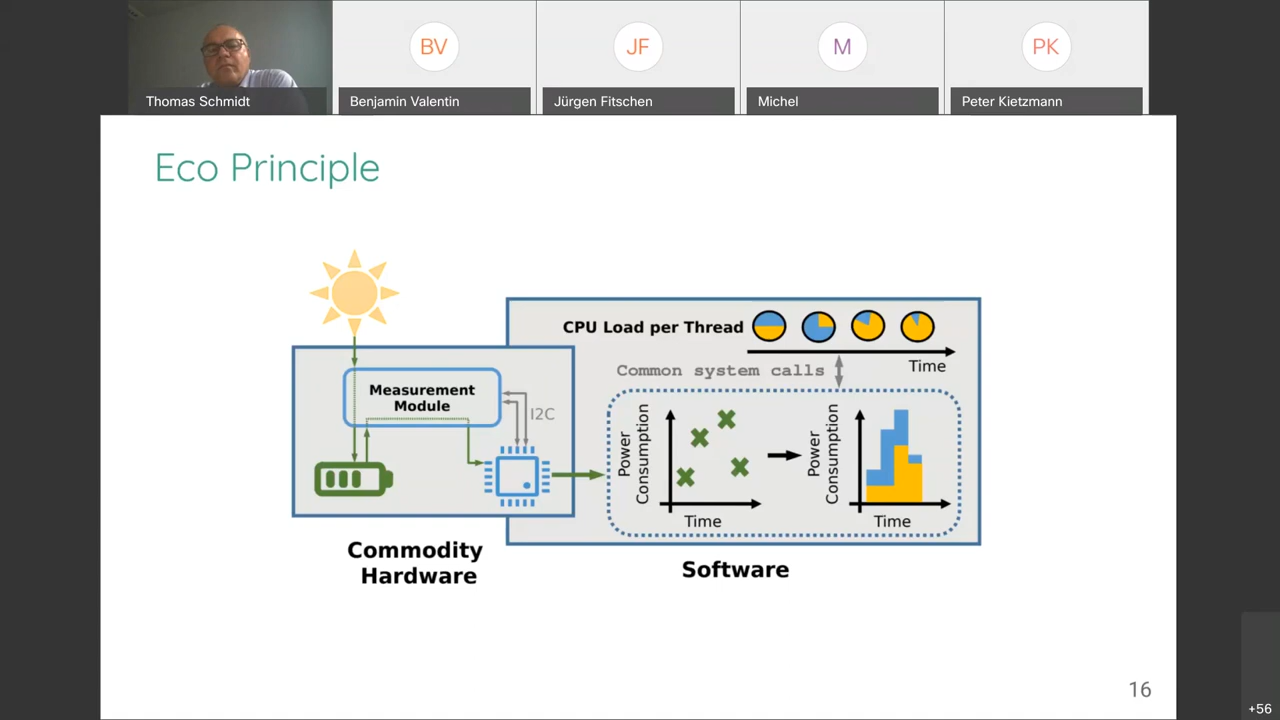 BV
JF
M
PK
Thomas Schmidt
Benjamin Valentin
Jürgen Fitschen
Michel
Peter Kietzmann
Eco Principle
CPU Load per Thread
Time
Common system calls
Measurement
Module
I2C
Power
Consumption
Time
Power
Consumption
Time
Commodity
Hardware
Software
16
+56